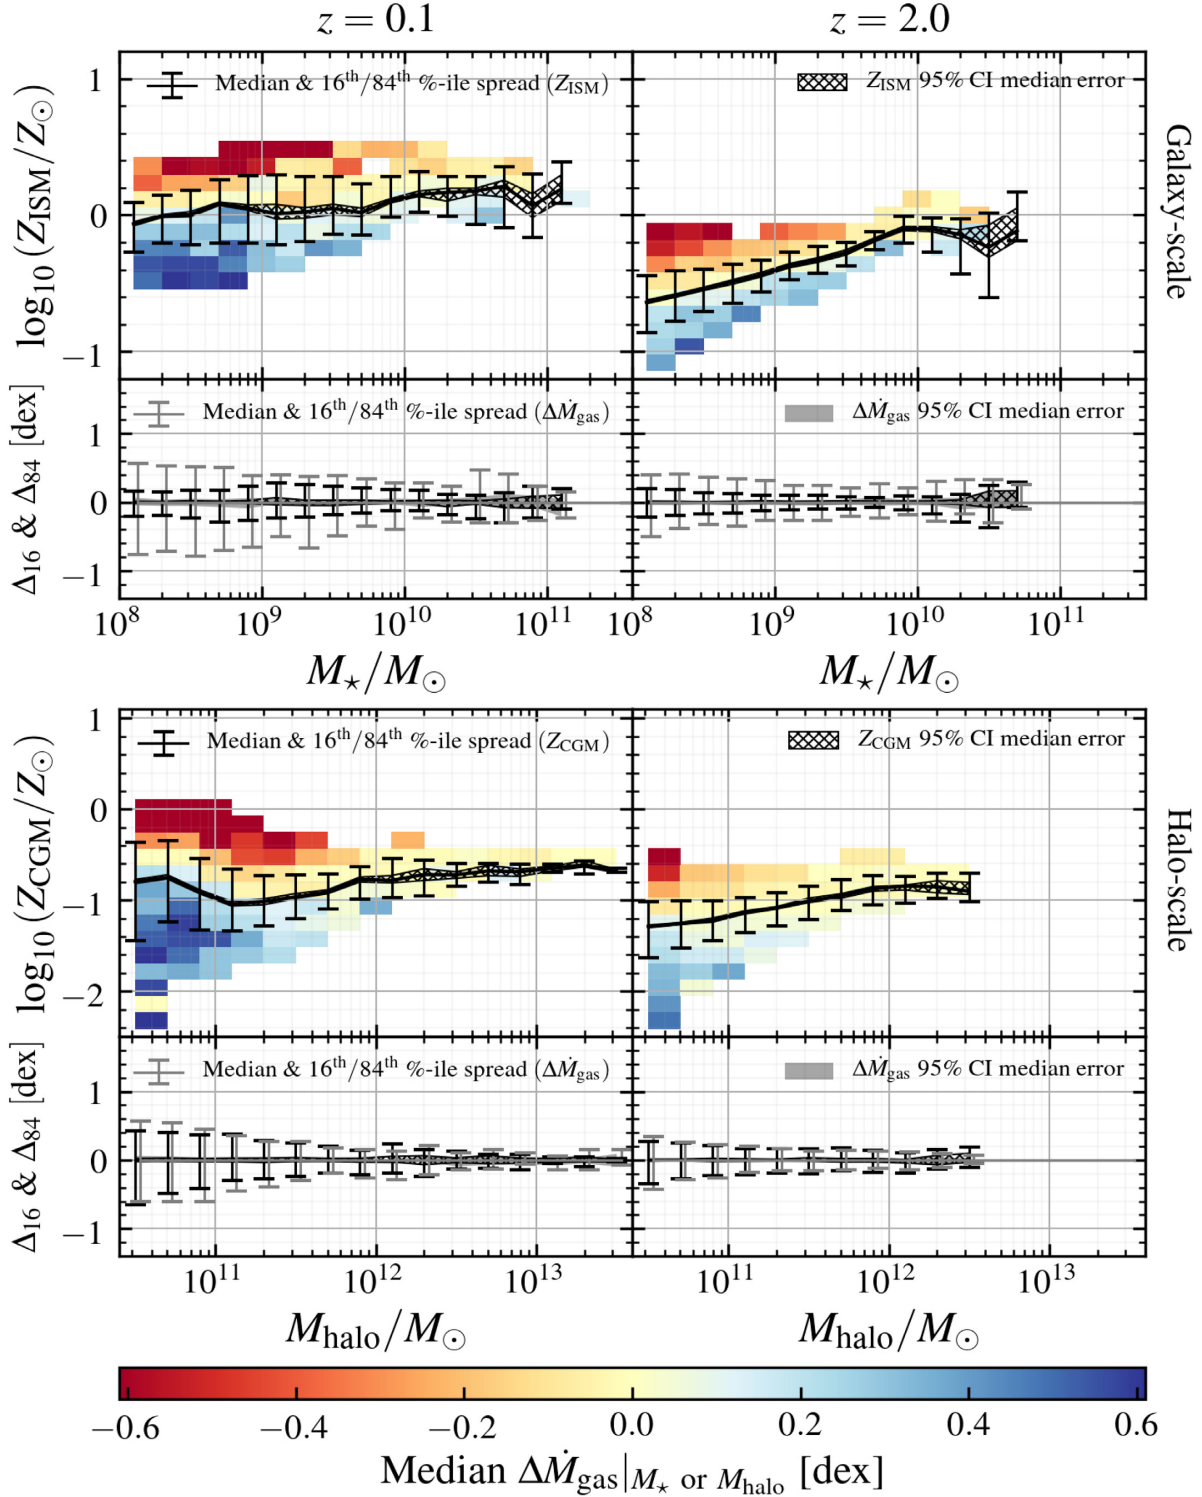 z = 0.1
z = 2.0
Median & 16th/84th %-ile spread (Z_ISM)
Z_ISM 95% CI median error
log10 (Z_ISM/Z⊙)
1
0
−1
Galaxy-scale
Median & 16th/84th %-ile spread (ΔṀ_gas)
ΔṀ_gas 95% CI median error
Δ16 & Δ84 [dex]
1
0
−1
10^8 10^9 10^10 10^11
10^8 10^9 10^10 10^11
M⋆/M⊙
M⋆/M⊙
Median & 16th/84th %-ile spread (Z_CGM)
Z_CGM 95% CI median error
log10 (Z_CGM/Z⊙)
1
0
−1
−2
Halo-scale
Median & 16th/84th %-ile spread (ΔṀ_gas)
ΔṀ_gas 95% CI median error
Δ16 & Δ84 [dex]
1
0
−1
10^11 10^12 10^13
10^11 10^12 10^13
M_halo/M⊙
M_halo/M⊙
−0.6 −0.4 −0.2 0.0 0.2 0.4 0.6
Median ΔṀ_gas|M⋆ or M_halo [dex]